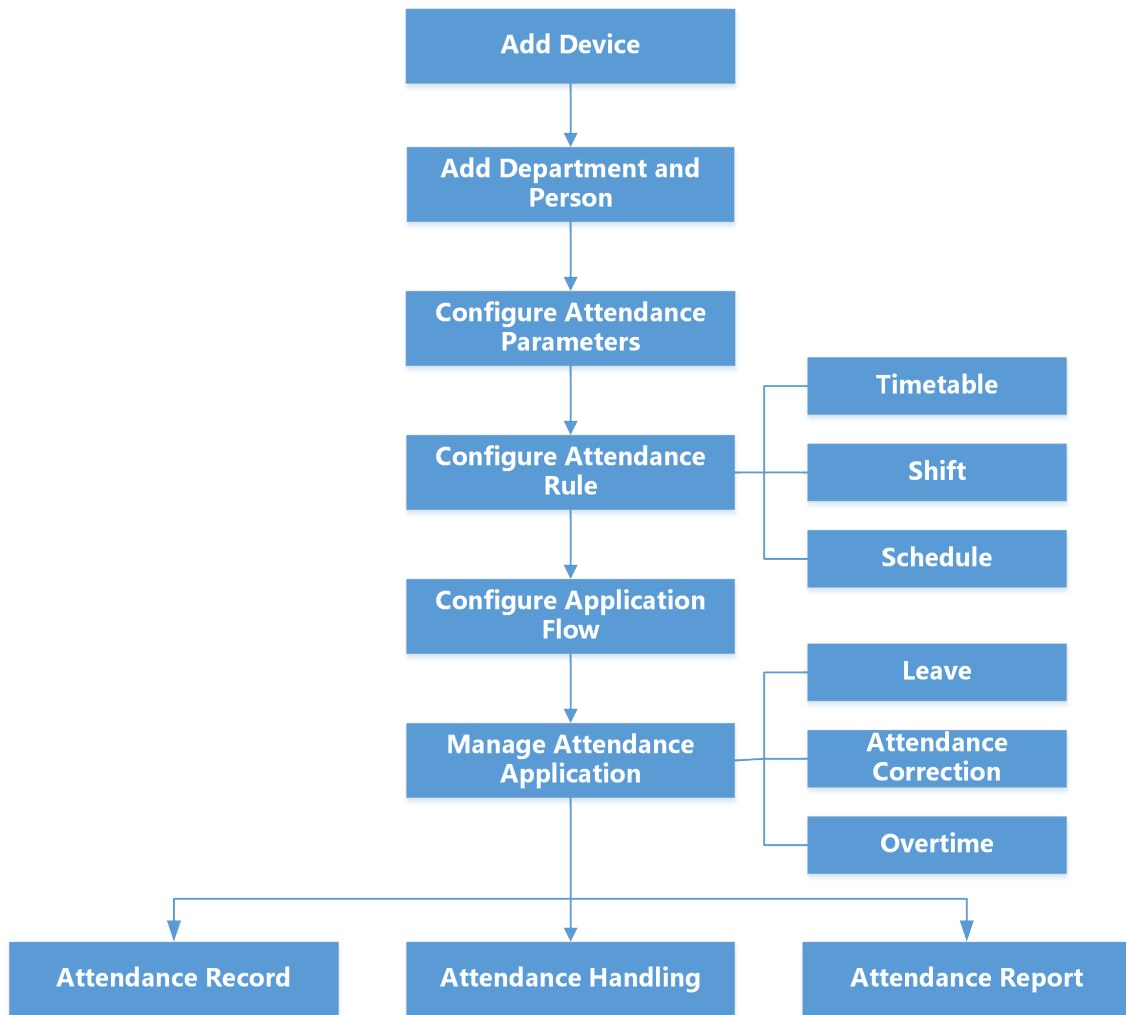 Add Device
Add Department and
Person
Configure Attendance
Parameters
Timetable
Configure Attendance
Rule
Shift
Schedule
Configure Application
Flow
Leave
Manage Attendance
Application
Attendance
Correction
Overtime
Attendance Record
Attendance Handling
Attendance Report